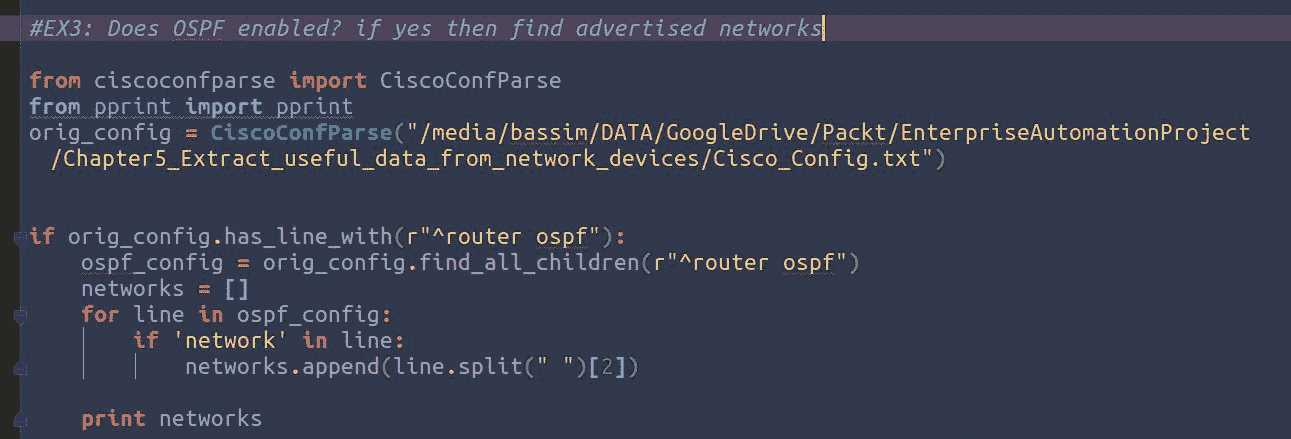 #EX3: Does OSPF enabled? if yes then find advertised networks
from ciscoconfparse import CiscoConfParse
from pprint import pprint
orig_config = CiscoConfParse("/media/bassim/DATA/GoogleDrive/Packt/EnterpriseAutomationProject
/Chapter5_Extract_useful_data_from_network_devices/Cisco_Config.txt")
if orig_config.has_line_with(r"^router ospf"):
ospf_config = orig_config.find_all_children(r"^router ospf")
networks = []
for line in ospf_config:
if 'network' in line:
networks.append(line.split(" ")[2])
print networks